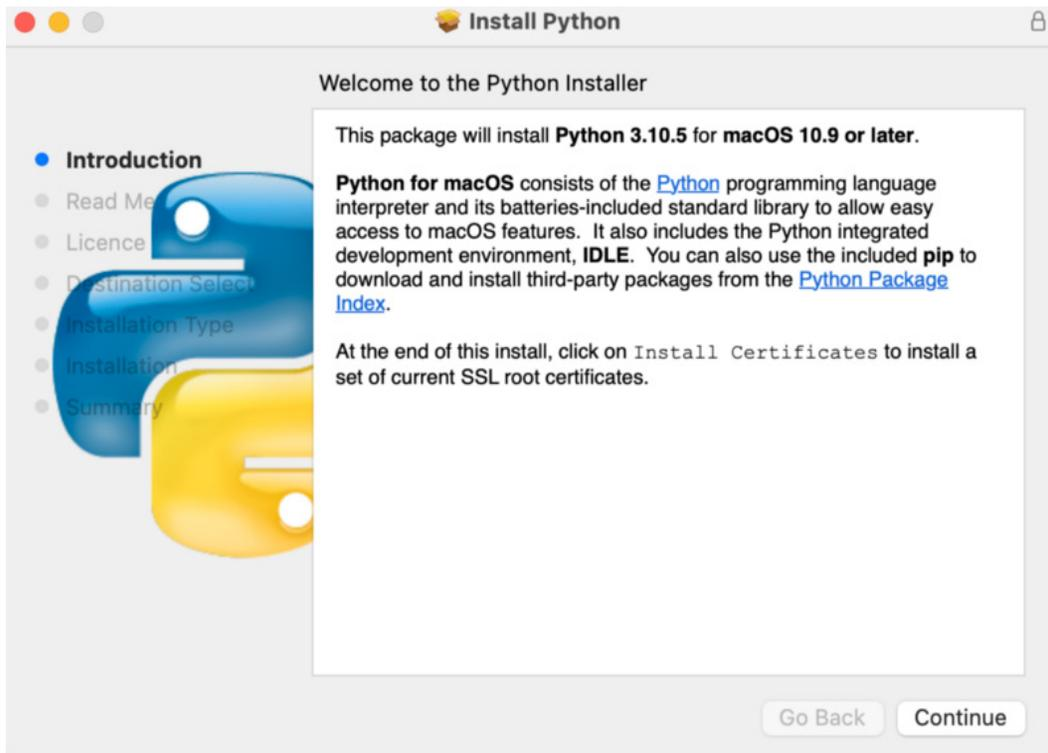 Install Python
Welcome to the Python Installer
Introduction
Read Me
Licence
Destination Select
Installation Type
Installation
Summary
This package will install Python 3.10.5 for macOS 10.9 or later.
Python for macOS consists of the Python programming language
interpreter and its batteries-included standard library to allow easy
access to macOS features. It also includes the Python integrated
development environment, IDLE. You can also use the included pip to
download and install third-party packages from the Python Package
Index.
At the end of this install, click on Install Certificates to install a
set of current SSL root certificates.
Go Back
Continue